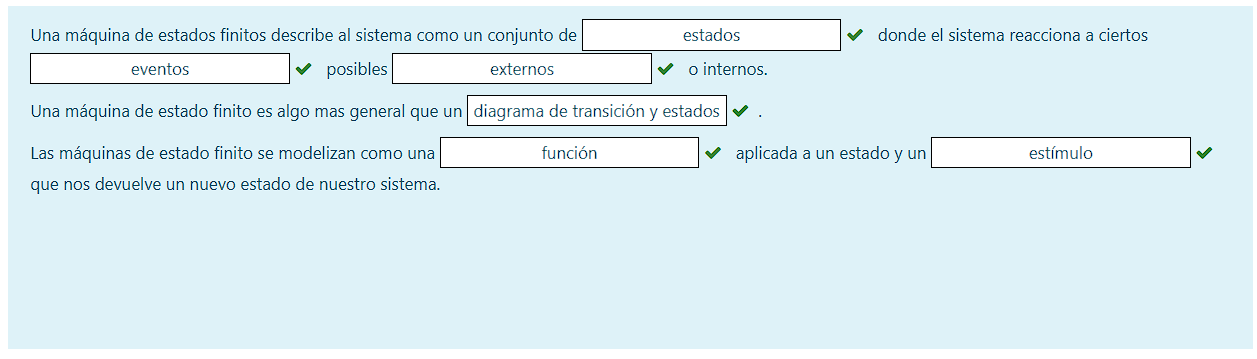 Una máquina de estados finitos describe al sistema como un conjunto de estados donde el sistema reacciona a ciertos
eventos posibles externos o internos.
Una máquina de estado finito es algo mas general que un diagrama de transición y estados .
Las máquinas de estado finito se modelizan como una función aplicada a un estado y un estímulo
que nos devuelve un nuevo estado de nuestro sistema.